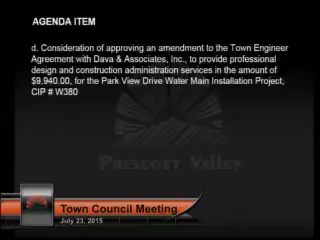 AGENDA ITEM
d. Consideration of approving an amendment to the Town Engineer
Agreement with Dava & Associates, Inc., to provide professional
design and construction administration services in the amount of
$9,940.00, for the Park View Drive Water Main Installation Project,
CIP # W380
PRESCOTT VALLEY
Town Council Meeting
July 23, 2015